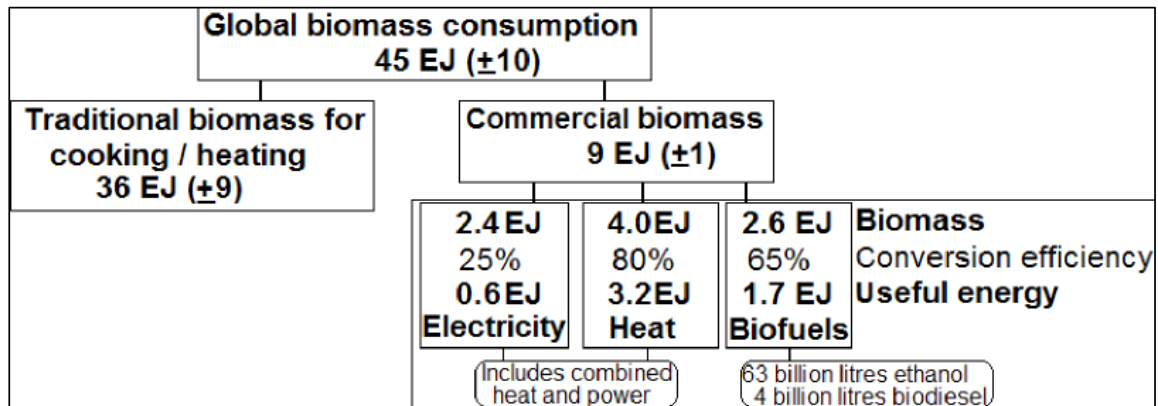 Global biomass consumption
45 EJ (±10)
Traditional biomass for
cooking / heating
36 EJ (±9)
Commercial biomass
9 EJ (±1)
2.4 EJ 4.0 EJ 2.6 EJ Biomass
25% 80% 65% Conversion efficiency
0.6 EJ 3.2 EJ 1.7 EJ Useful energy
Electricity Heat Biofuels
Includes combined
heat and power
63 billion litres ethanol
4 billion litres biodiesel